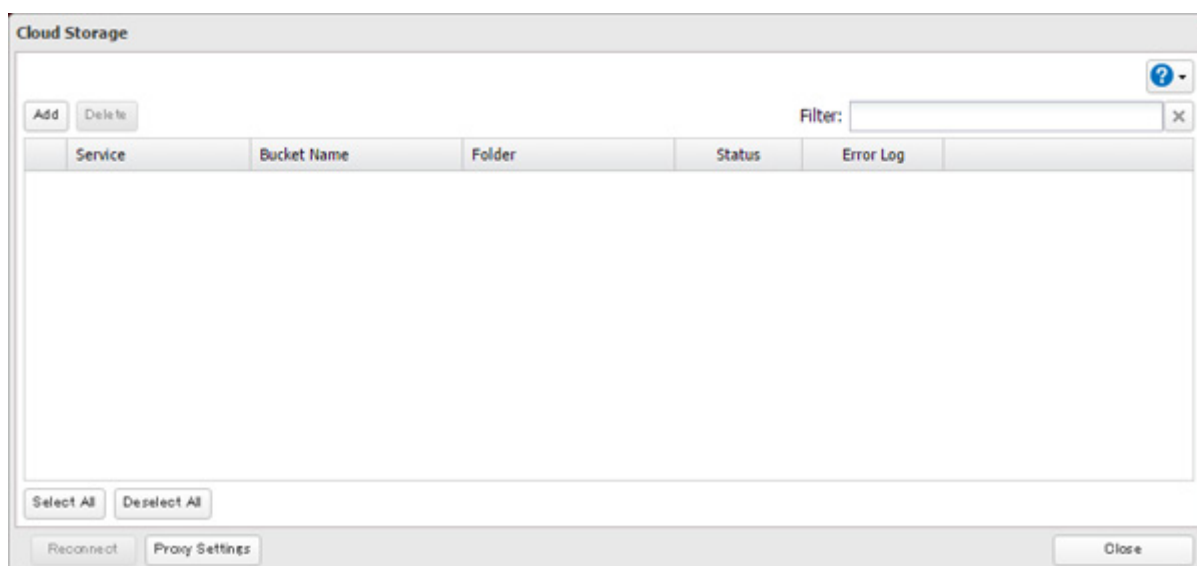 Cloud Storage
?
Add Delete Filter:
Service Bucket Name Folder Status Error Log
Select All Deselect All
Reconnect Proxy Settings Close